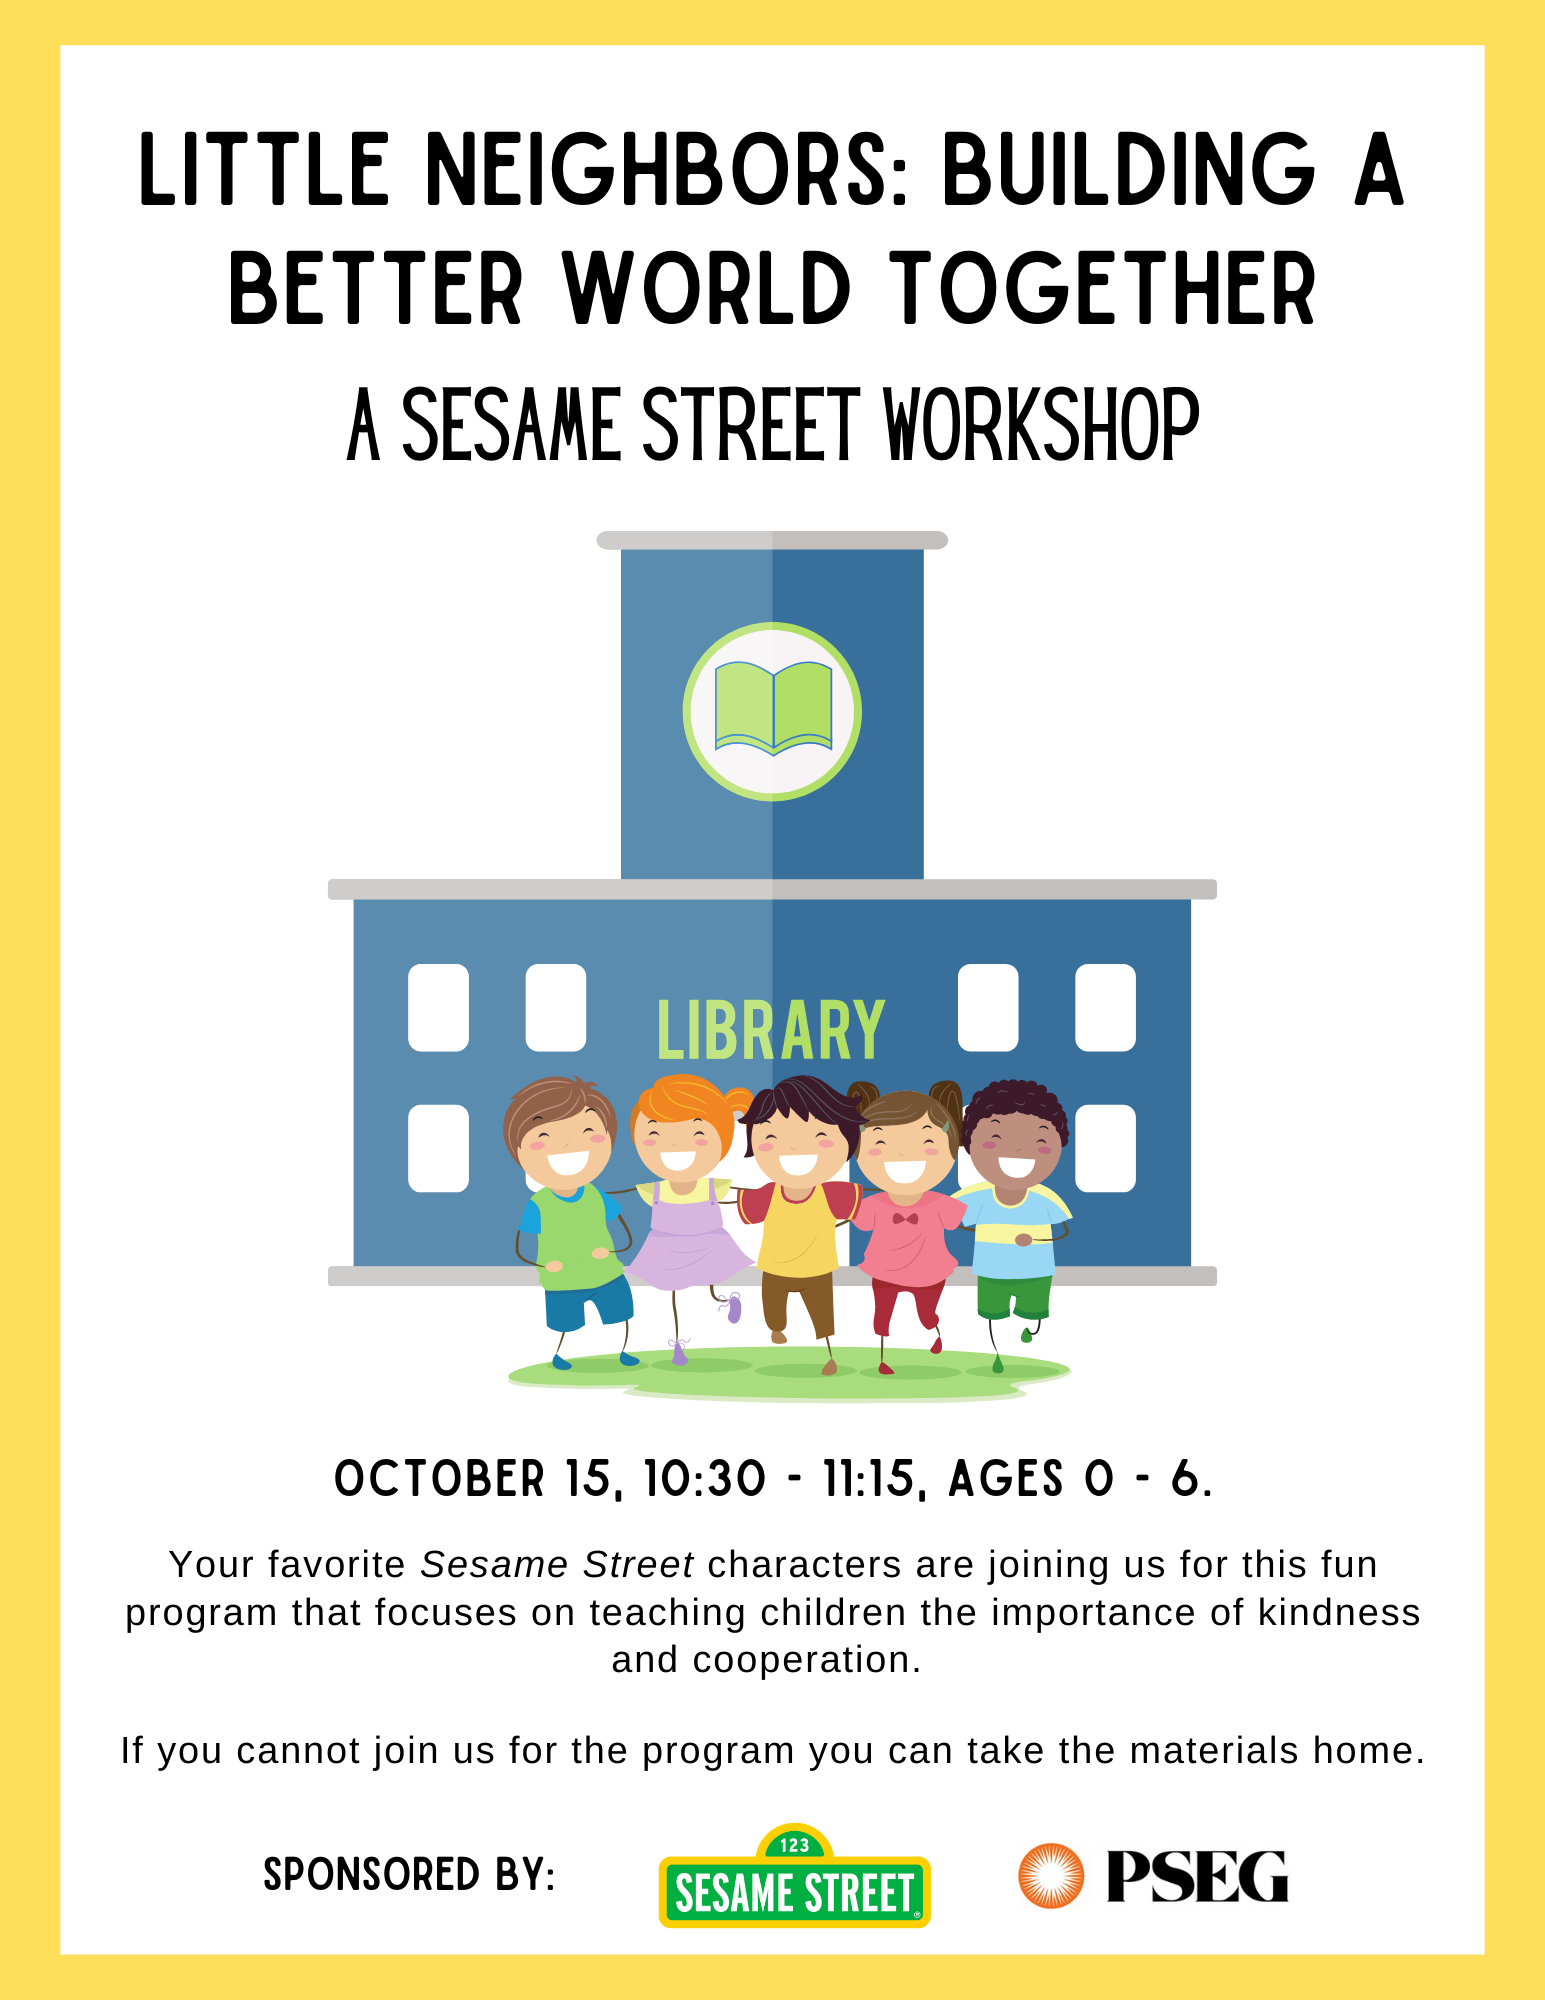 LITTLE NEIGHBORS: BUILDING A
BETTER WORLD TOGETHER
A SESAME STREET WORKSHOP
LIBRARY
OCTOBER 15, 10:30 - 11:15, AGES 0 - 6.
Your favorite Sesame Street characters are joining us for this fun
program that focuses on teaching children the importance of kindness
and cooperation.
If you cannot join us for the program you can take the materials home.
SPONSORED BY:
123
SESAME STREET®
PSEG